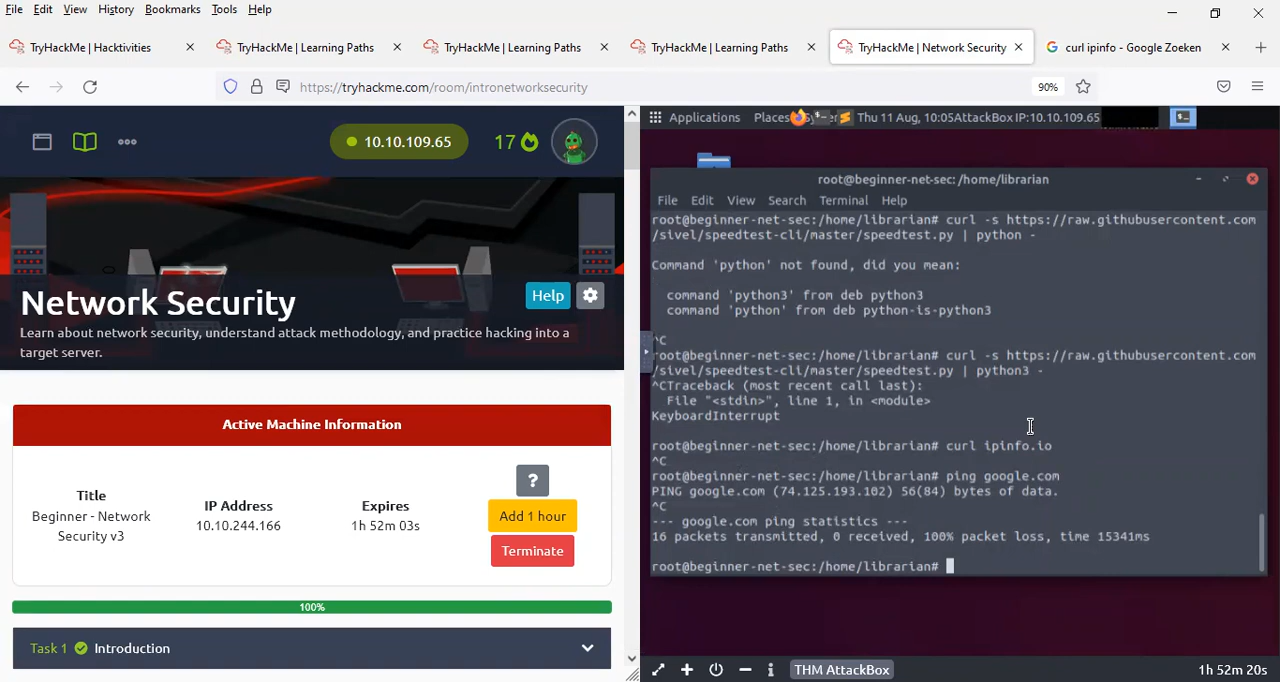 File Edit View History Bookmarks Tools Help
TryHackMe | Hacktivities
TryHackMe | Learning Paths
TryHackMe | Learning Paths
TryHackMe | Learning Paths
TryHackMe | Network Security
curl ipinfo - Google Zoeken
https://tryhackme.com/room/intronetworksecurity
90%
10.10.109.65
17
Network Security
Help
Learn about network security, understand attack methodology, and practice hacking into a
target server.
Active Machine Information
Title
Beginner - Network
Security v3
IP Address
10.10.244.166
Expires
1h 52m 03s
?
Add 1 hour
Terminate
100%
Task 1 Introduction
Applications Places Thu 11 Aug, 10:05 AttackBox IP:10.10.109.65
root@beginner-net-sec: /home/librarian
File Edit View Search Terminal Help
root@beginner-net-sec:/home/librarian# curl -s https://raw.githubusercontent.com
/sivel/speedtest-cli/master/speedtest.py | python -
Command 'python' not found, did you mean:
command 'python3' from deb python3
command 'python' from deb python-is-python3
^C
root@beginner-net-sec:/home/librarian# curl -s https://raw.githubusercontent.com
/sivel/speedtest-cli/master/speedtest.py | python3 -
^CTraceback (most recent call last):
File "<stdin>", line 1, in <module>
KeyboardInterrupt
root@beginner-net-sec:/home/librarian# curl ipinfo.io
^C
root@beginner-net-sec:/home/librarian# ping google.com
PING google.com (74.125.193.102) 56(84) bytes of data.
^C
--- google.com ping statistics ---
16 packets transmitted, 0 received, 100% packet loss, time 15341ms
root@beginner-net-sec:/home/librarian#
THM AttackBox
1h 52m 20s